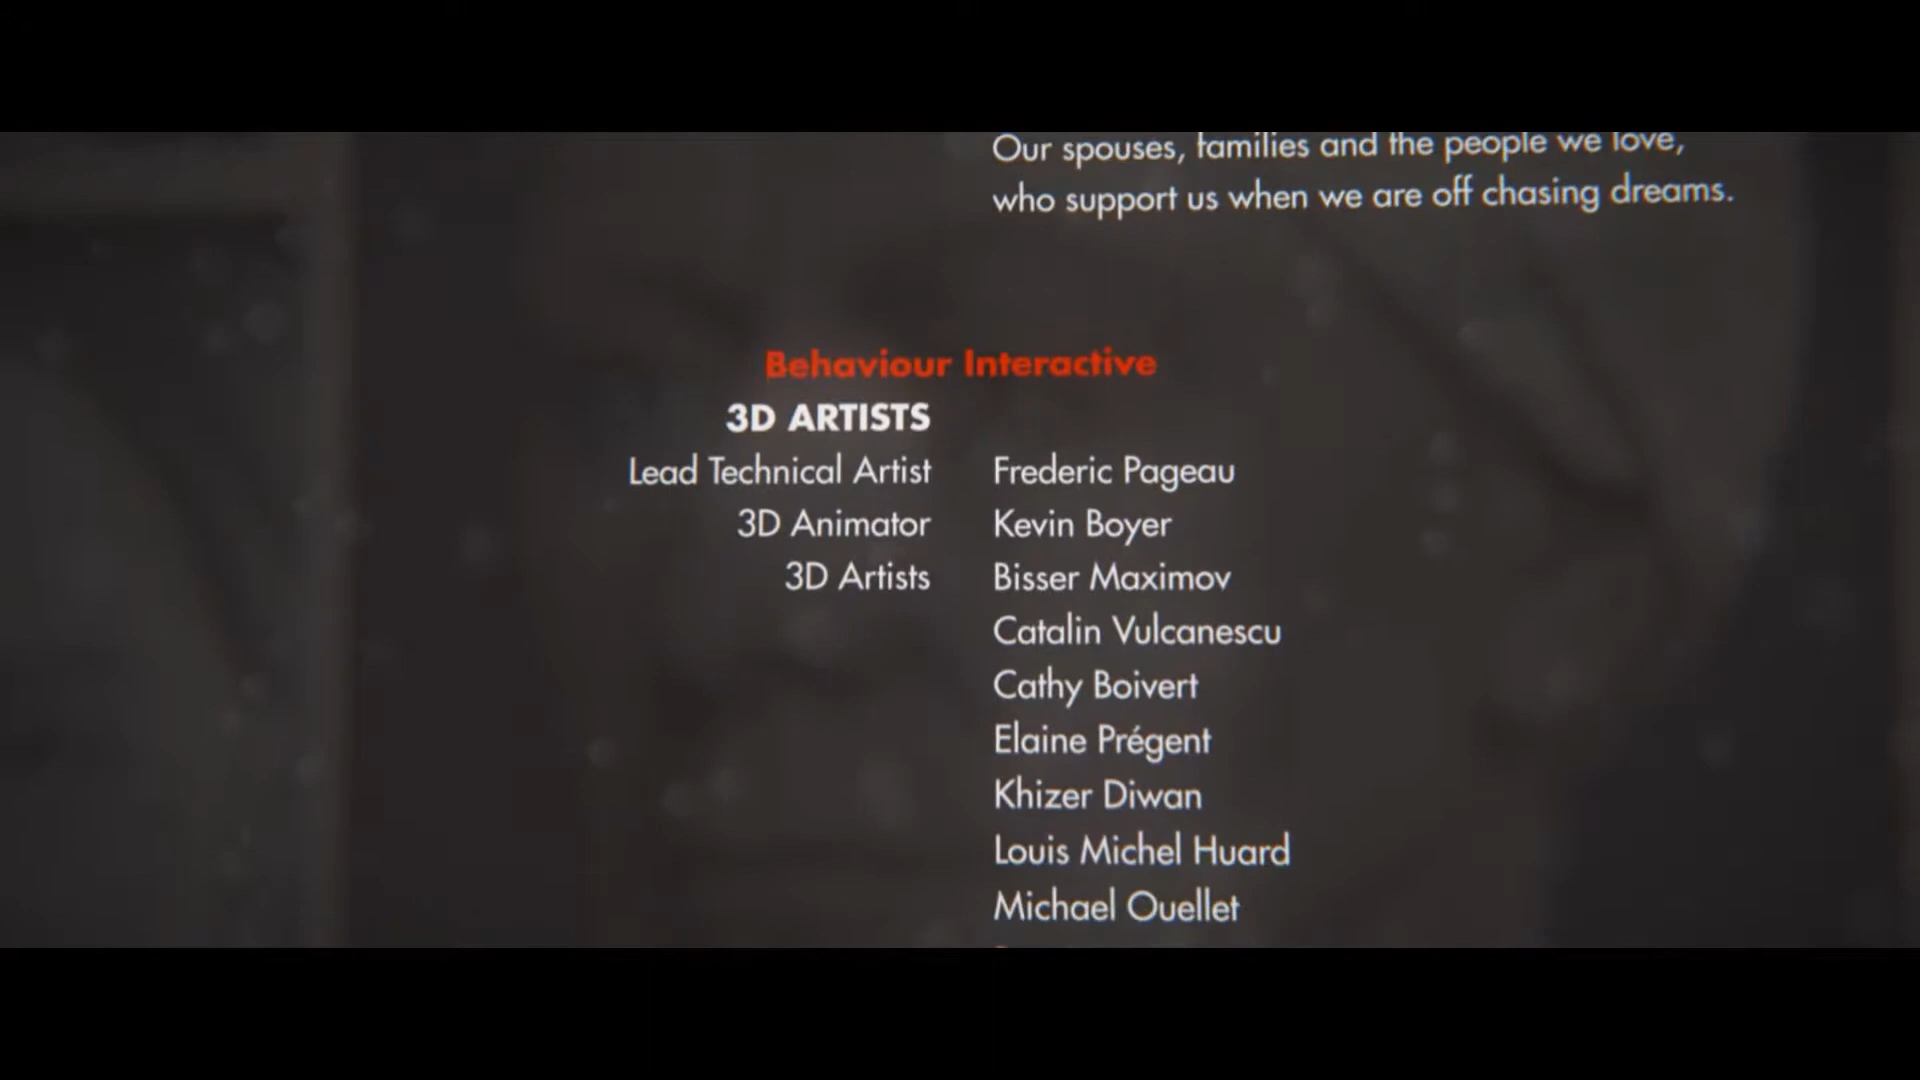 Our spouses, families and the people we love,
who support us when we are off chasing dreams.
Behaviour Interactive
3D ARTISTS
Lead Technical Artist Frederic Pageau
3D Animator Kevin Boyer
3D Artists Bisser Maximov
Catalin Vulcanescu
Cathy Boivert
Elaine Prégent
Khizer Diwan
Louis Michel Huard
Michael Ouellet